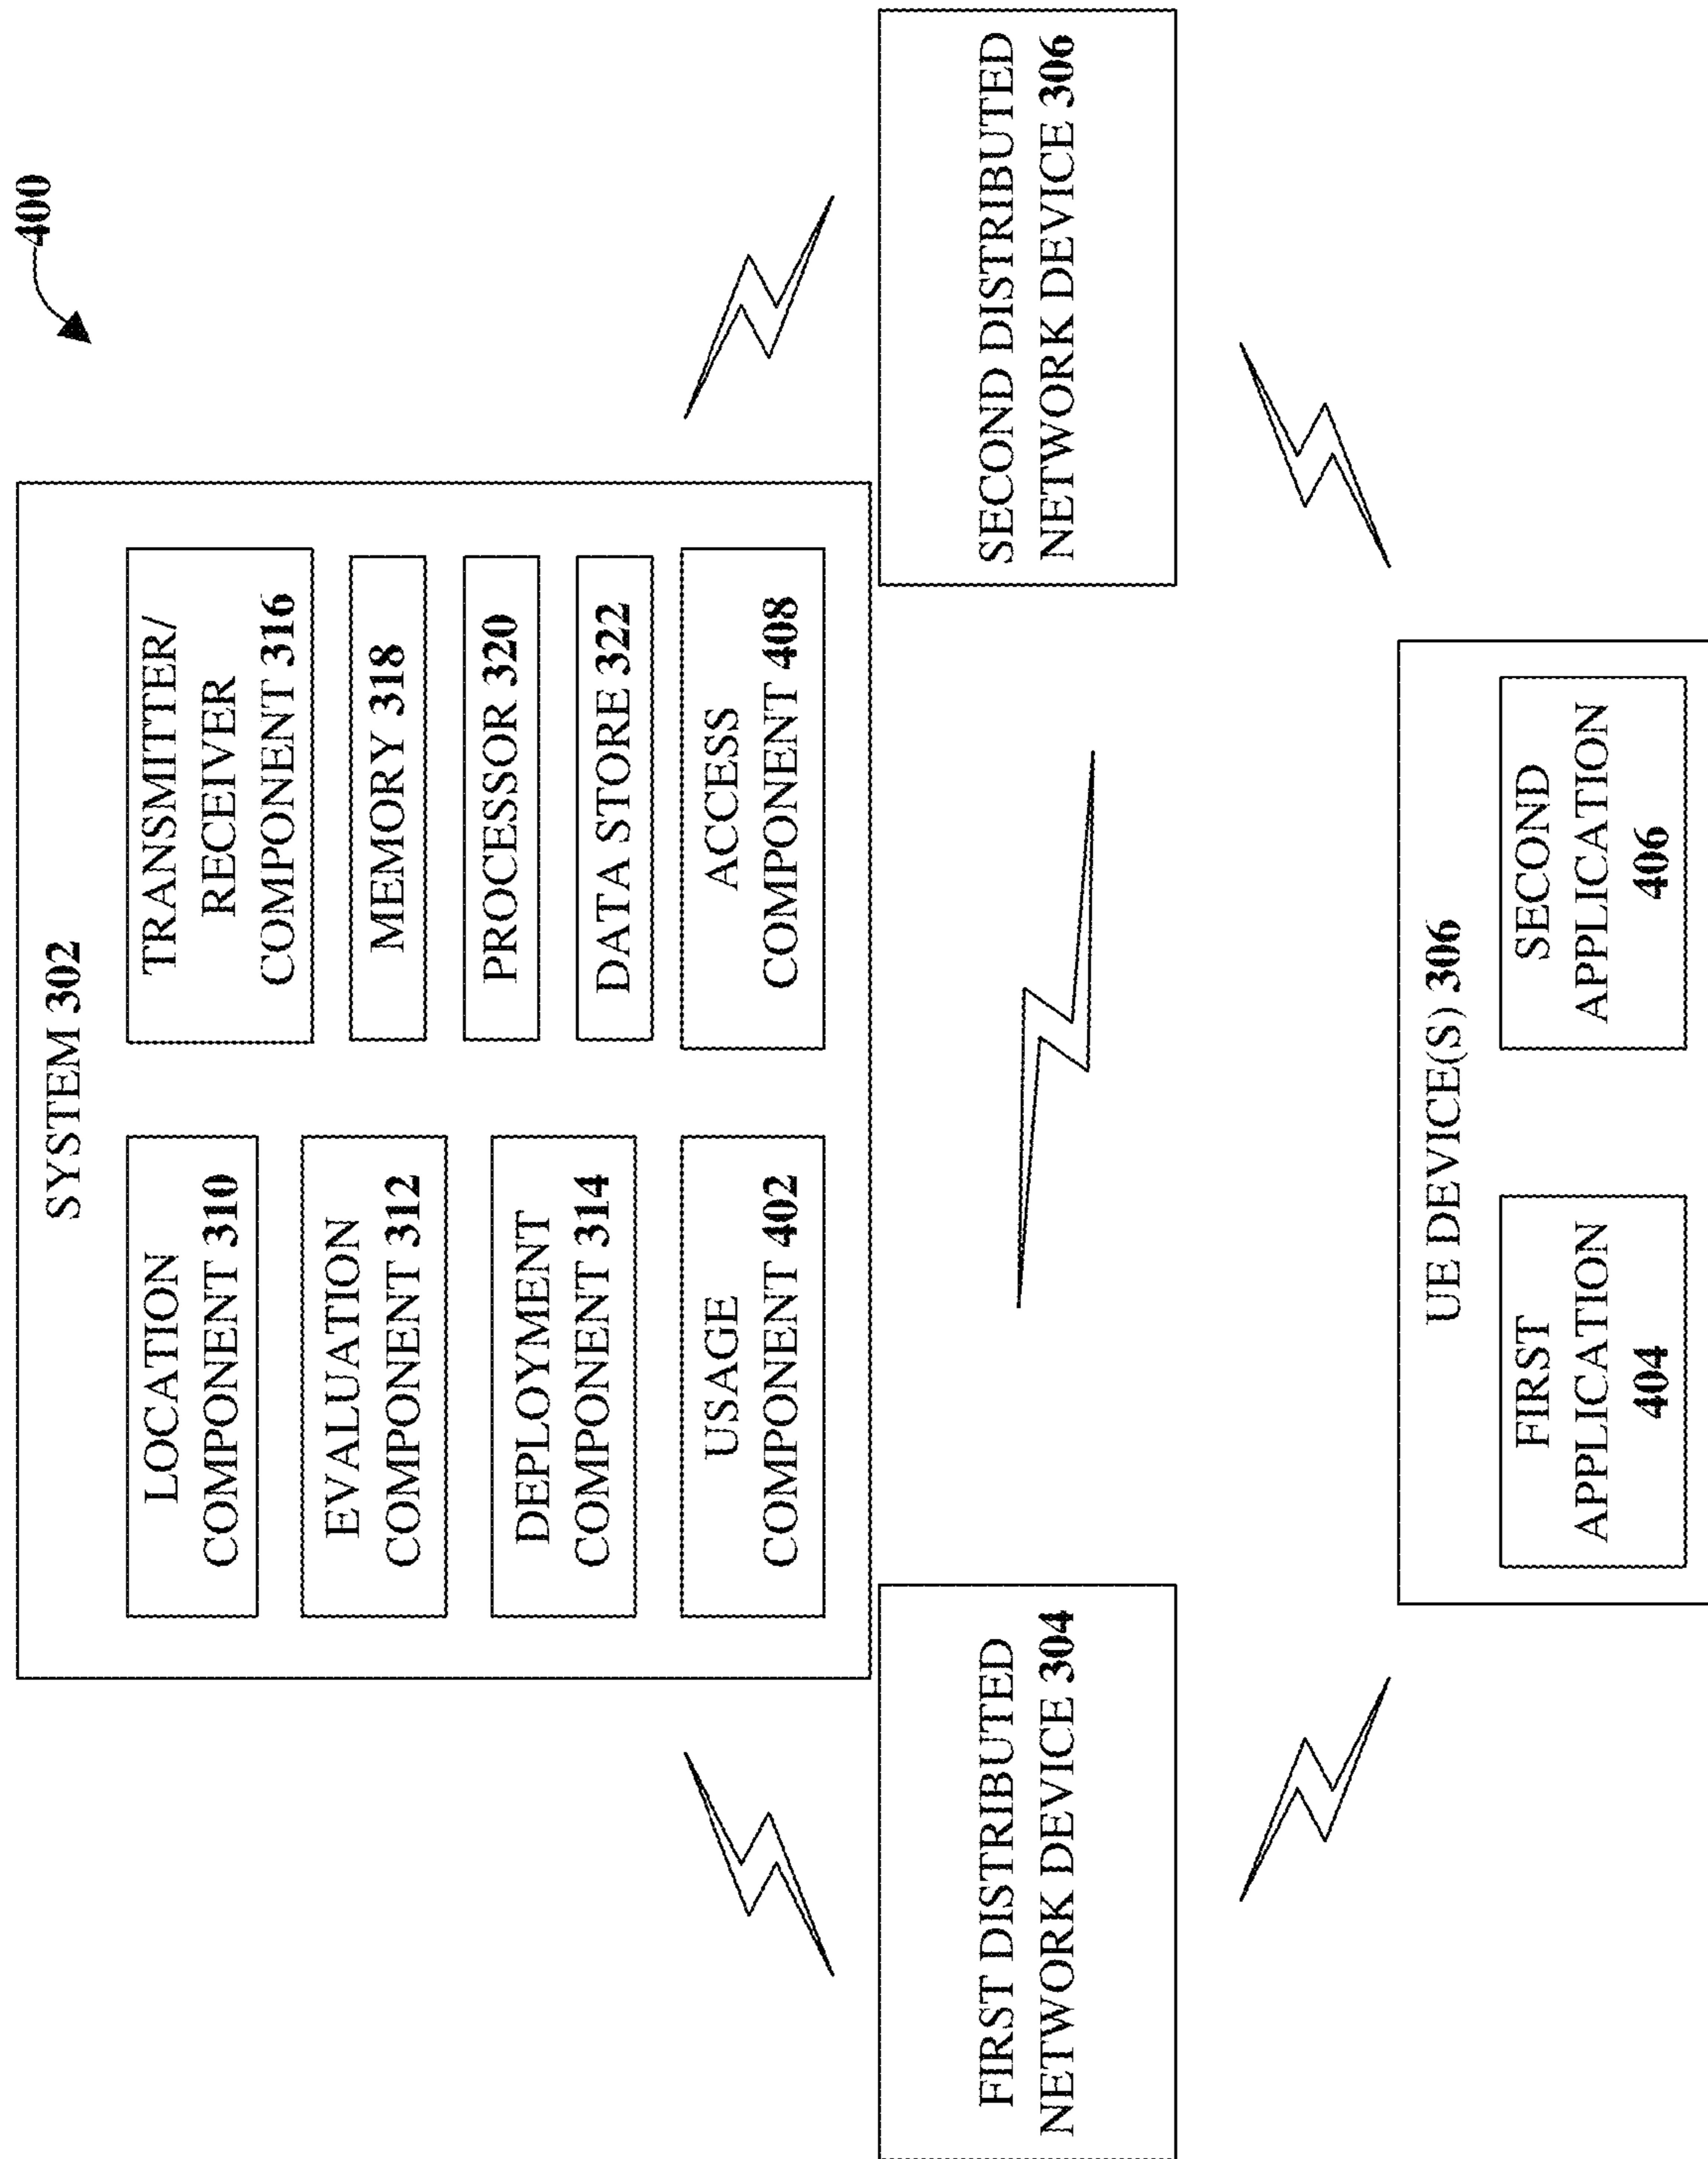 400
SYSTEM 302
LOCATION
COMPONENT 310
EVALUATION
COMPONENT 312
DEPLOYMENT
COMPONENT 314
USAGE
COMPONENT 402
TRANSMITTER/
RECEIVER
COMPONENT 316
MEMORY 318
PROCESSOR 320
DATA STORE 322
ACCESS
COMPONENT 408
FIRST DISTRIBUTED
NETWORK DEVICE 304
SECOND DISTRIBUTED
NETWORK DEVICE 306
UE DEVICE(S) 306
FIRST
APPLICATION
404
SECOND
APPLICATION
406